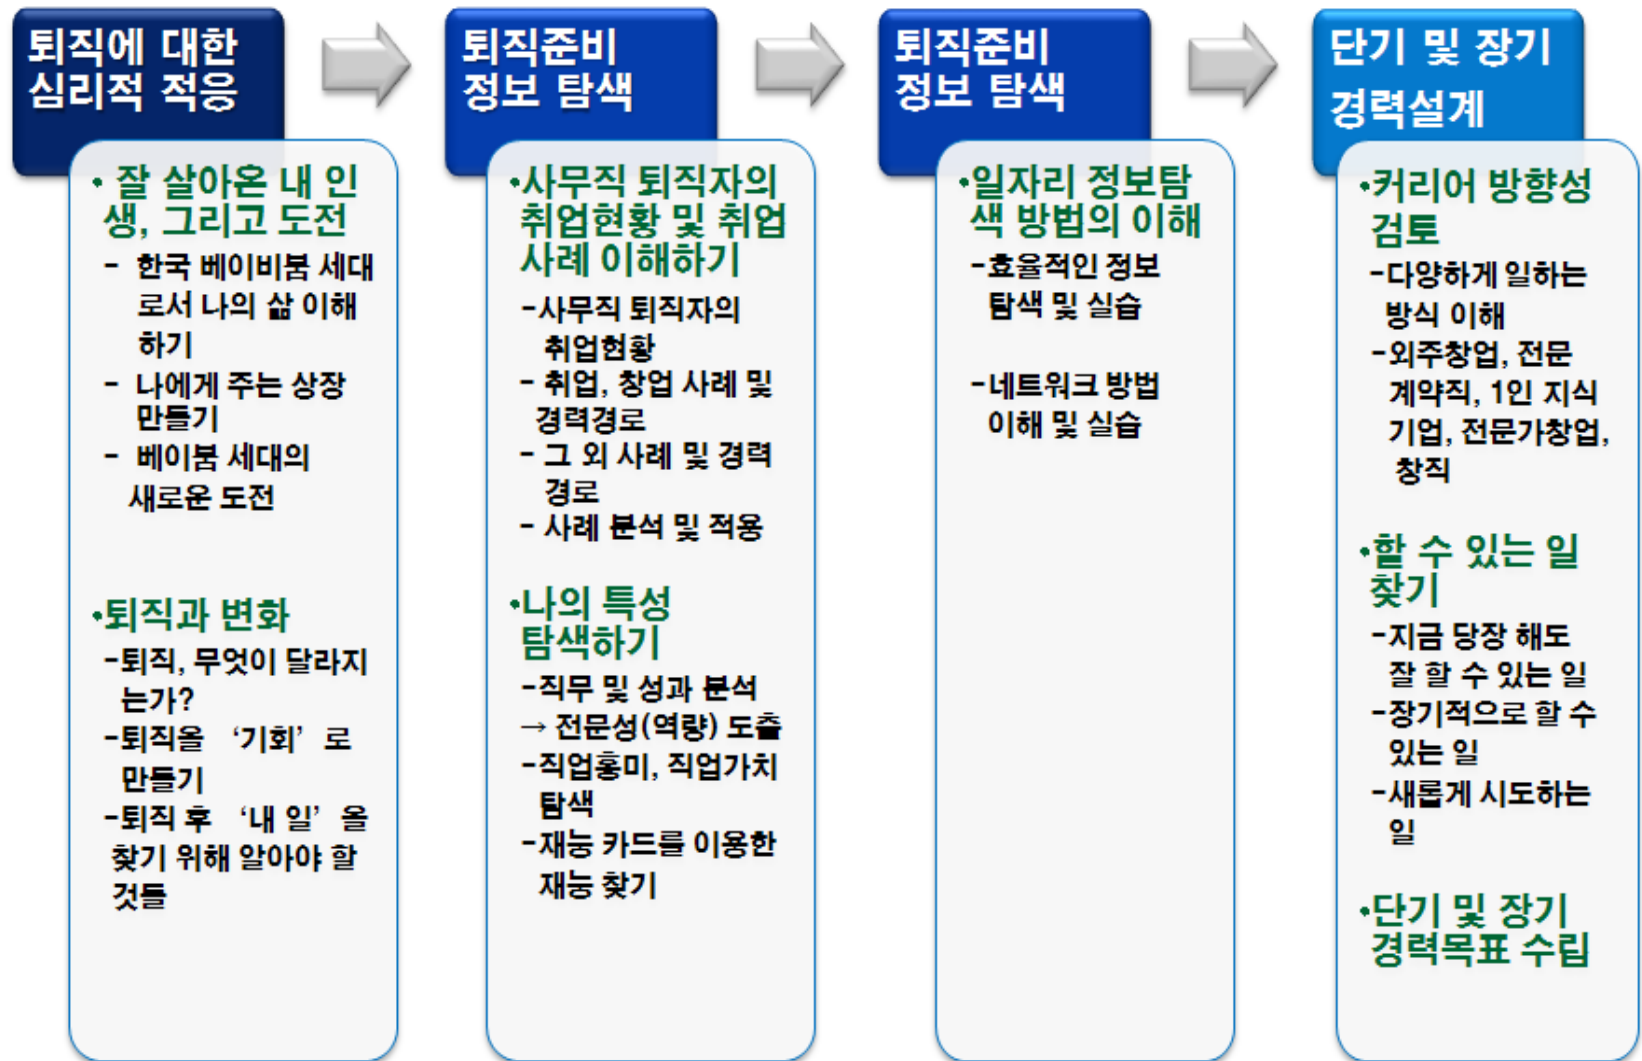 퇴직에 대한
심리적 적응
• 잘 살아온 내 인
생, 그리고 도전
- 한국 베이비붐 세대
로서 나의 삶 이해
하기
- 나에게 주는 상장
만들기
- 베이붐 세대의
새로운 도전
•퇴직과 변화
-퇴직, 무엇이 달라지
는가?
-퇴직을 ‘기회’ 로
만들기
-퇴직 후 ‘내 일’ 을
찾기 위해 알아야 할
것들
퇴직준비
정보 탐색
•사무직 퇴직자의
취업현황 및 취업
사례 이해하기
-사무직 퇴직자의
취업현황
- 취업, 창업 사례 및
경력경로
- 그 외 사례 및 경력
경로
- 사례 분석 및 적용
•나의 특성
탐색하기
-직무 및 성과 분석
→ 전문성(역량) 도출
-직업흥미, 직업가치
탐색
-재능 카드를 이용한
재능 찾기
퇴직준비
정보 탐색
•일자리 정보탐
색 방법의 이해
-효율적인 정보
탐색 및 실습
-네트워크 방법
이해 및 실습
단기 및 장기
경력설계
•커리어 방향성
검토
-다양하게 일하는
방식 이해
-외주창업, 전문
계약직, 1인 지식
기업, 전문가창업,
창직
•할 수 있는 일
찾기
-지금 당장 해도
잘 할 수 있는 일
-장기적으로 할 수
있는 일
-새롭게 시도하는
일
•단기 및 장기
경력목표 수립